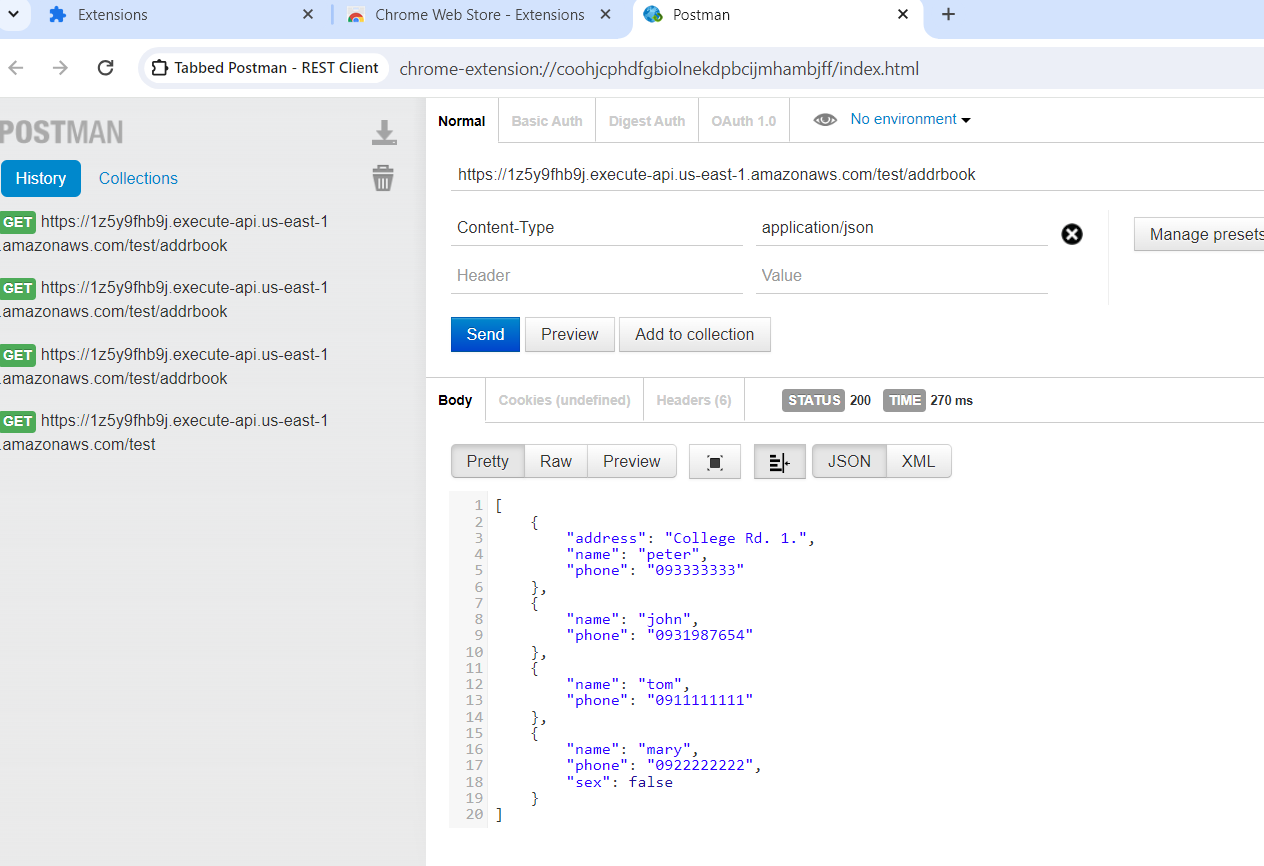 Extensions
Chrome Web Store - Extensions
Postman
Tabbed Postman - REST Client
chrome-extension://coohjcphdfgbiolnekdpbcijmhambjff/index.html
POSTMAN
History
Collections
GET https://1z5y9fhb9j.execute-api.us-east-1
.amazonaws.com/test/addrbook
GET https://1z5y9fhb9j.execute-api.us-east-1
.amazonaws.com/test/addrbook
GET https://1z5y9fhb9j.execute-api.us-east-1
.amazonaws.com/test/addrbook
GET https://1z5y9fhb9j.execute-api.us-east-1
.amazonaws.com/test
Normal Basic Auth Digest Auth OAuth 1.0 No environment
https://1z5y9fhb9j.execute-api.us-east-1.amazonaws.com/test/addrbook
Content-Type application/json
Manage presets
Header Value
Send Preview Add to collection
Body Cookies (undefined) Headers (6) STATUS 200 TIME 270 ms
Pretty Raw Preview JSON XML
1 [
2 {
3 "address": "College Rd. 1.",
4 "name": "peter",
5 "phone": "093333333"
6 },
7 {
8 "name": "john",
9 "phone": "0931987654"
10 },
11 {
12 "name": "tom",
13 "phone": "0911111111"
14 },
15 {
16 "name": "mary",
17 "phone": "0922222222",
18 "sex": false
19 }
20 ]